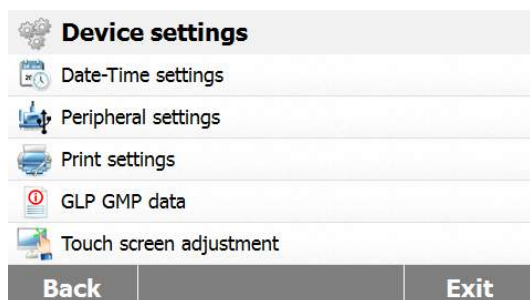 Device settings
Date-Time settings
Peripheral settings
Print settings
GLP GMP data
Touch screen adjustment
Back Exit